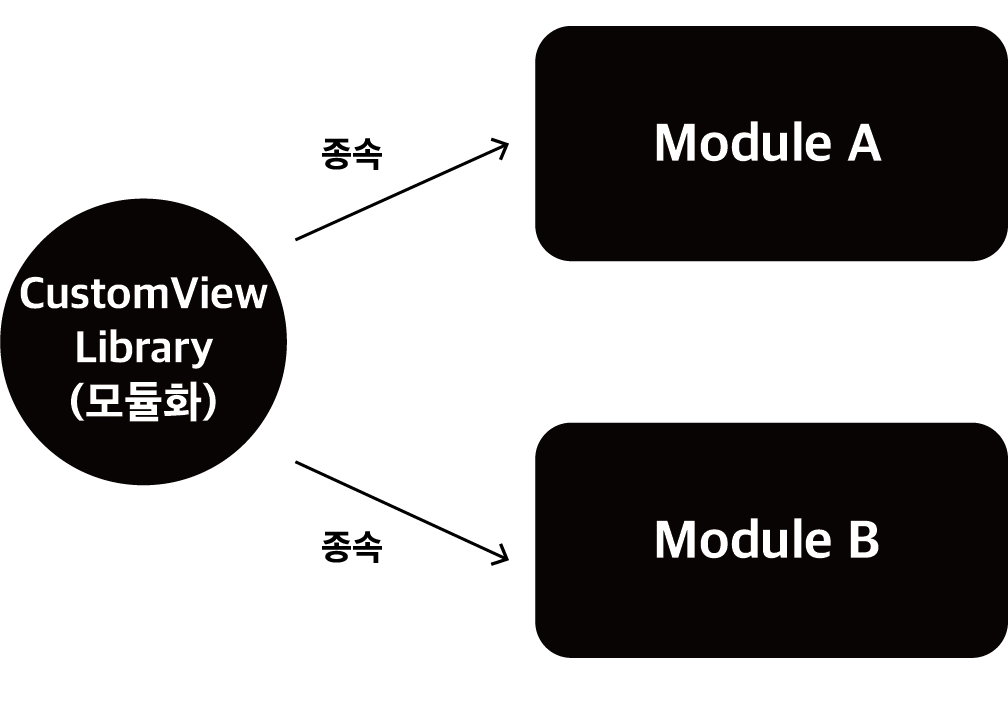 종속
Module A
CustomView
Library
(모듈화)
종속
Module B